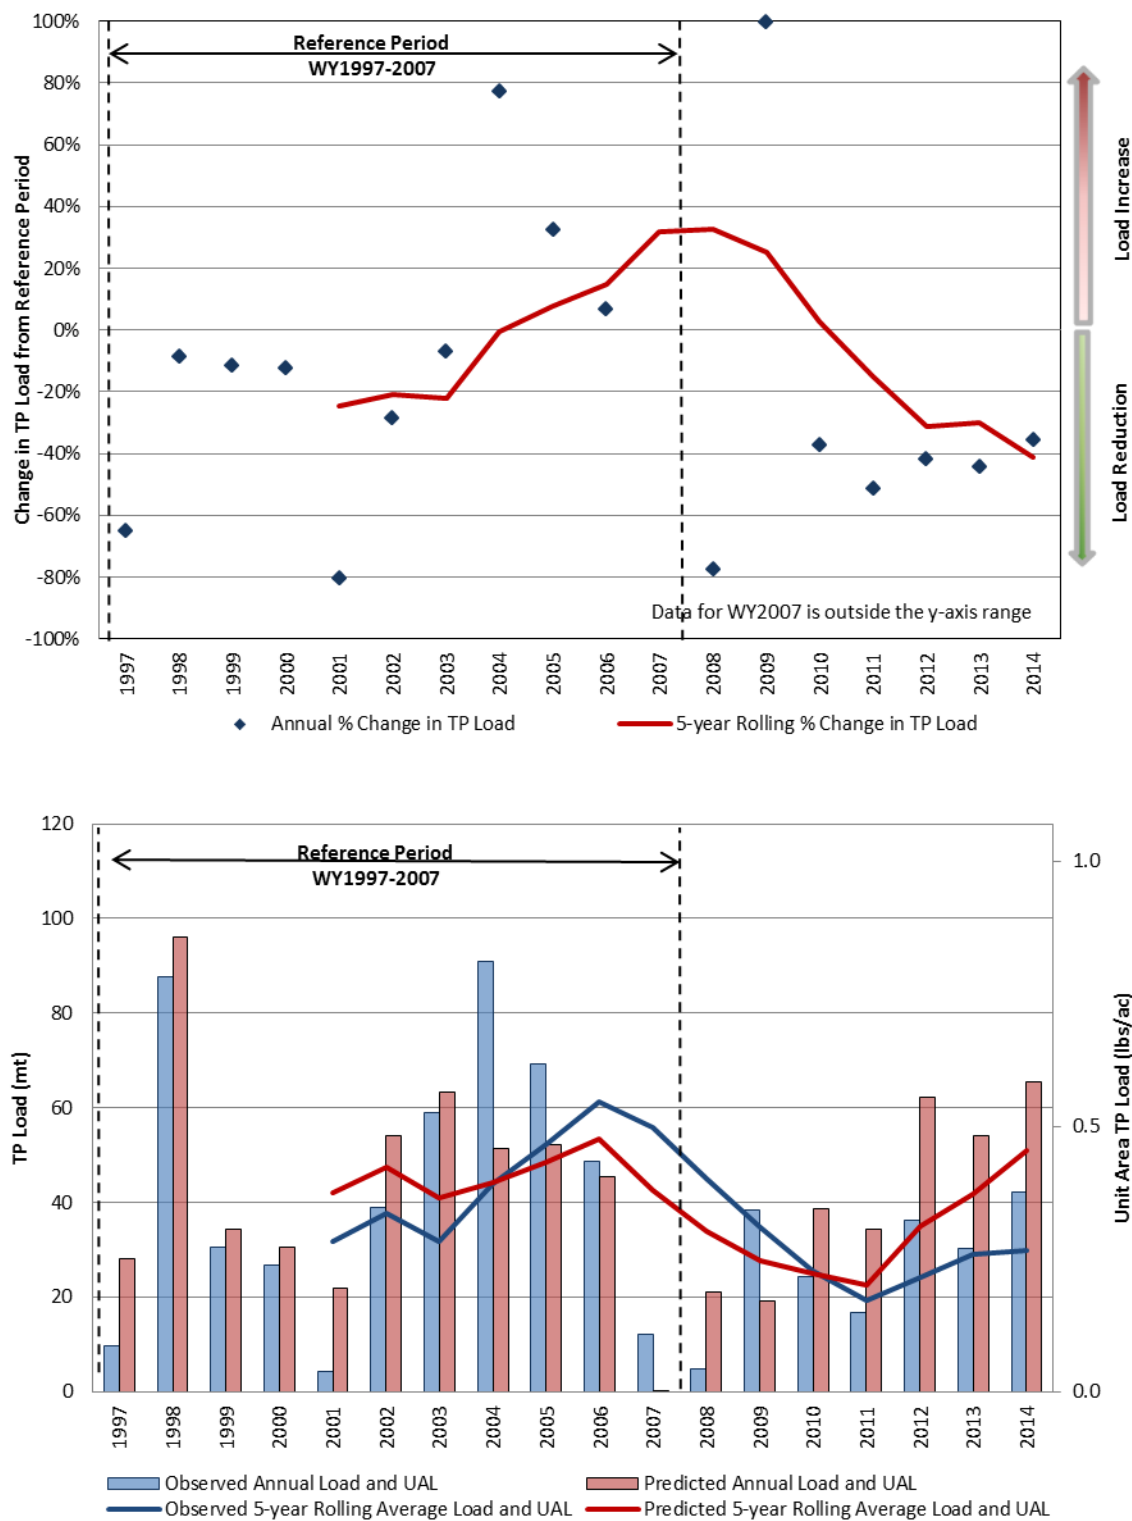 100%
80%
60%
40%
20%
0%
-20%
-40%
-60%
-80%
-100%
Change in TP Load from Reference Period
Reference Period
WY1997-2007
Load Increase
Load Reduction
Data for WY2007 is outside the y-axis range
1997 1998 1999 2000 2001 2002 2003 2004 2005 2006 2007 2008 2009 2010 2011 2012 2013 2014
Annual % Change in TP Load 5-year Rolling % Change in TP Load
120
100
80
60
40
20
0
TP Load (mt)
Reference Period
WY1997-2007
1.0
0.5
0.0
Unit Area TP Load (lbs/ac)
1997 1998 1999 2000 2001 2002 2003 2004 2005 2006 2007 2008 2009 2010 2011 2012 2013 2014
Observed Annual Load and UAL Predicted Annual Load and UAL
Observed 5-year Rolling Average Load and UAL Predicted 5-year Rolling Average Load and UAL